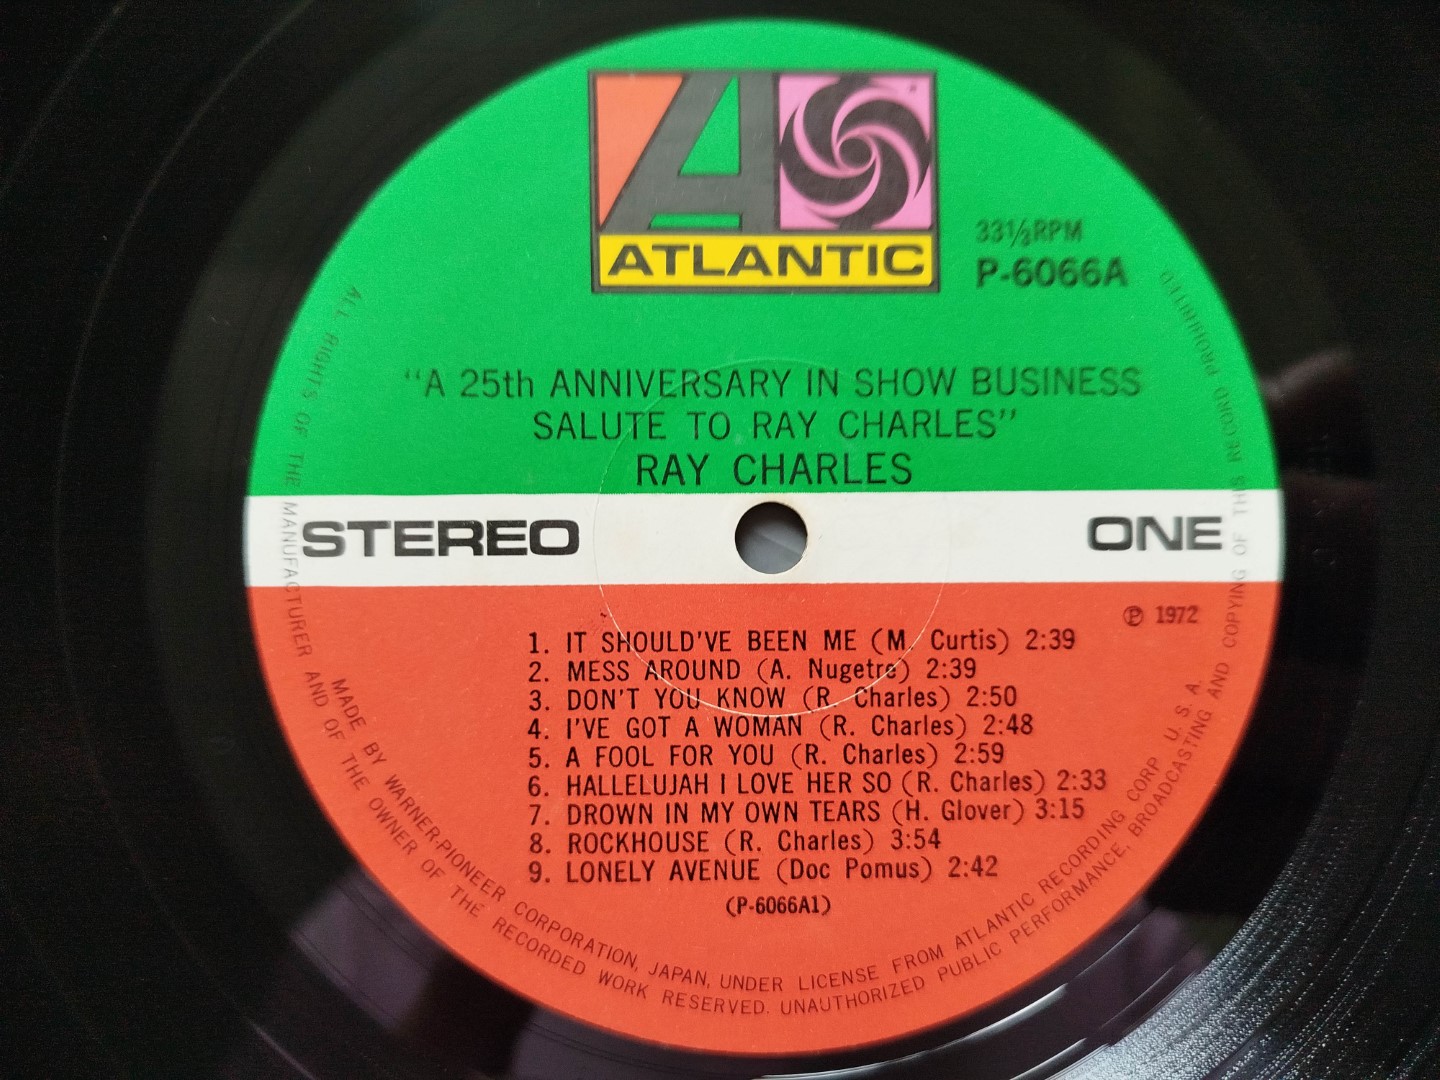 ATLANTIC
33⅓RPM
P-6066A
"A 25th ANNIVERSARY IN SHOW BUSINESS
SALUTE TO RAY CHARLES"
RAY CHARLES
STEREO
ONE
℗ 1972
1. IT SHOULD'VE BEEN ME (M. Curtis) 2:39
2. MESS AROUND (A. Nugetre) 2:39
3. DON'T YOU KNOW (R. Charles) 2:50
4. I'VE GOT A WOMAN (R. Charles) 2:48
5. A FOOL FOR YOU (R. Charles) 2:59
6. HALLELUJAH I LOVE HER SO (R. Charles) 2:33
7. DROWN IN MY OWN TEARS (H. Glover) 3:15
8. ROCKHOUSE (R. Charles) 3:54
9. LONELY AVENUE (Doc Pomus) 2:42
(P-6066A1)
MADE BY WARNER-PIONEER CORPORATION, JAPAN, UNDER LICENSE FROM ATLANTIC RECORDING CORP. U.S.A.
ALL RIGHTS OF THE MANUFACTURER AND OF THE OWNER OF THE RECORDED WORK RESERVED. UNAUTHORIZED PUBLIC PERFORMANCE, BROADCASTING AND COPYING OF THIS RECORD PROHIBITED